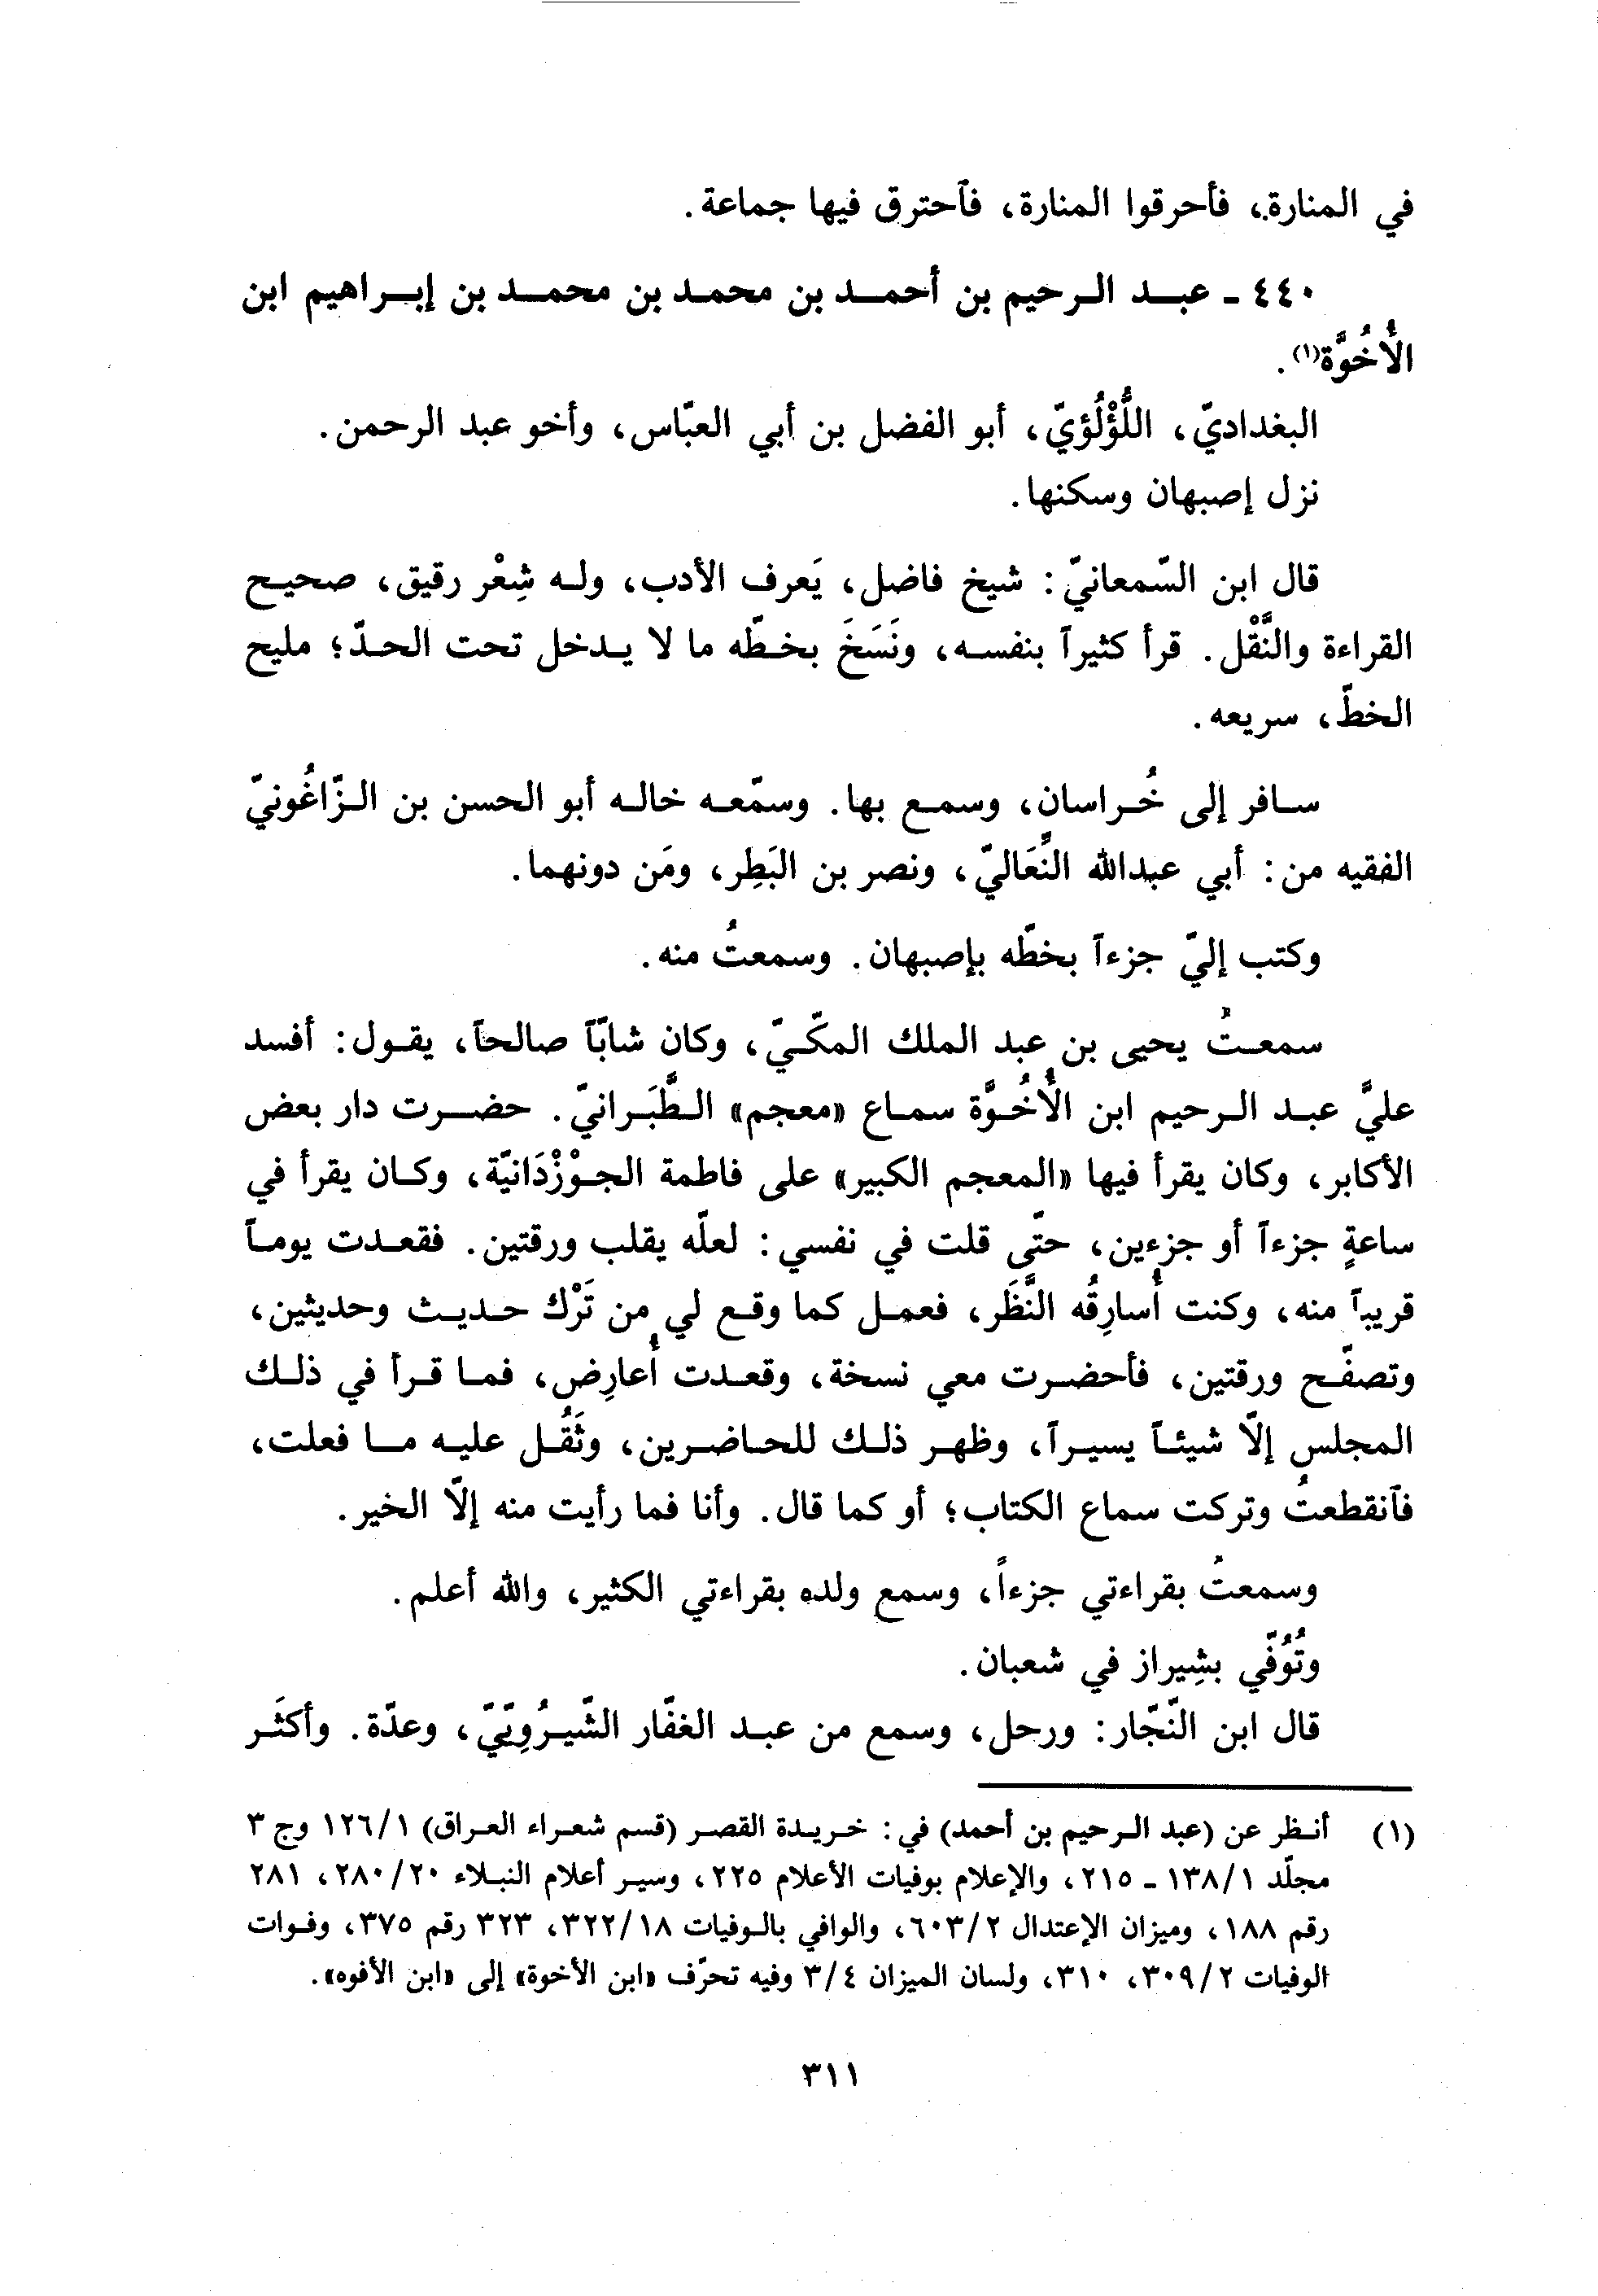 في المنارة، فأحرقوا المنارة، فٱحترق فيها جماعة.
٤٤٠ ـ عبد الرحيم بن أحمد بن محمد بن محمد بن إبراهيم ابن
الأُخُوَّة(١).
البغداديّ، اللُّؤْلُؤيّ، أبو الفضل بن أبي العبّاس، وأخو عبد الرحمن.
نزل إصبهان وسكنها.
قال ابن السّمعانيّ: شيخ فاضل، يَعرف الأدب، وله شِعْر رقيق، صحيح
القراءة والنَّقْل. قرأ كثيراً بنفسه، ونَسَخَ بخطّه ما لا يدخل تحت الحدّ؛ مليح
الخطّ، سريعه.
سافر إلى خُراسان، وسمع بها. وسمّعه خاله أبو الحسن بن الزّاغُونيّ
الفقيه من: أبي عبدالله النِّعَاليّ، ونصر بن البَطِر، ومَن دونهما.
وكتب إليّ جزءاً بخطّه بإصبهان. وسمعتُ منه.
سمعتُ يحيى بن عبد الملك المكّيّ، وكان شابّاً صالحاً، يقول: أفسد
عليَّ عبد الرحيم ابن الأُخُوَّة سماع «معجم» الطَّبَرانيّ. حضرت دار بعض
الأكابر، وكان يقرأ فيها «المعجم الكبير» على فاطمة الجوْزْدَانيّة، وكان يقرأ في
ساعةٍ جزءاً أو جزءين، حتّى قلت في نفسي: لعلّه يقلب ورقتين. فقعدت يوماً
قريباً منه، وكنت أُسارِقُه النَّظَر، فعمل كما وقع لي من تَرْك حديث وحديثين،
وتصفّح ورقتين، فأحضرت معي نسخة، وقعدت أُعارِض، فما قرأ في ذلك
المجلس إلّا شيئاً يسيراً، وظهر ذلك للحاضرين، وثَقُل عليه ما فعلت،
فٱنقطعتُ وتركت سماع الكتاب؛ أو كما قال. وأنا فما رأيت منه إلّا الخير.
وسمعتُ بقراءتي جزءاً، وسمع ولده بقراءتي الكثير، والله أعلم.
وتُوُفّي بشِيراز في شعبان.
قال ابن النّجّار: ورحل، وسمع من عبد الغفّار الشّيرُوِيّيّ، وعدّة. وأكثَر
(١) أنظر عن (عبد الرحيم بن أحمد) في: خريدة القصر (قسم شعراء العراق) ١٢٦/١ وج ٣
مجلّد ١٣٨/١ ـ ٢١٥، والإعلام بوفيات الأعلام ٢٢٥، وسير أعلام النبلاء ٢٨٠/٢٠، ٢٨١
رقم ١٨٨، وميزان الإعتدال ٦٠٣/٢، والوافي بالوفيات ٣٢٢/١٨، ٣٢٣ رقم ٣٧٥، وفوات
الوفيات ٣٠٩/٢، ٣١٠، ولسان الميزان ٣/٤ وفيه تحرّف «ابن الأخوة» إلى «ابن الأفوه».
٣١١